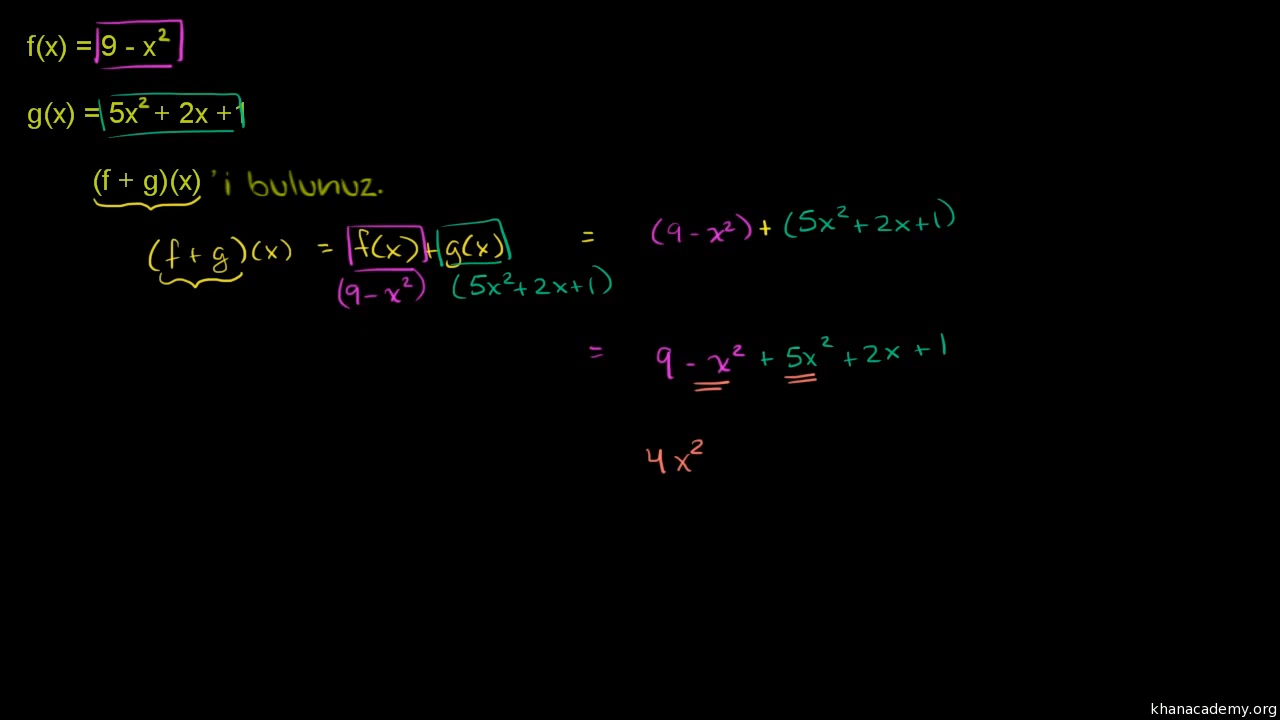 f(x) = 9 - x²
g(x) = 5x² + 2x + 1
(f + g)(x) 'i bulunuz.
(f + g)(x) = f(x) + g(x) = (9 - x²) + (5x² + 2x + 1)
(9 - x²) (5x² + 2x + 1)
= 9 - x² + 5x² + 2x + 1
4x²
khanacademy.org